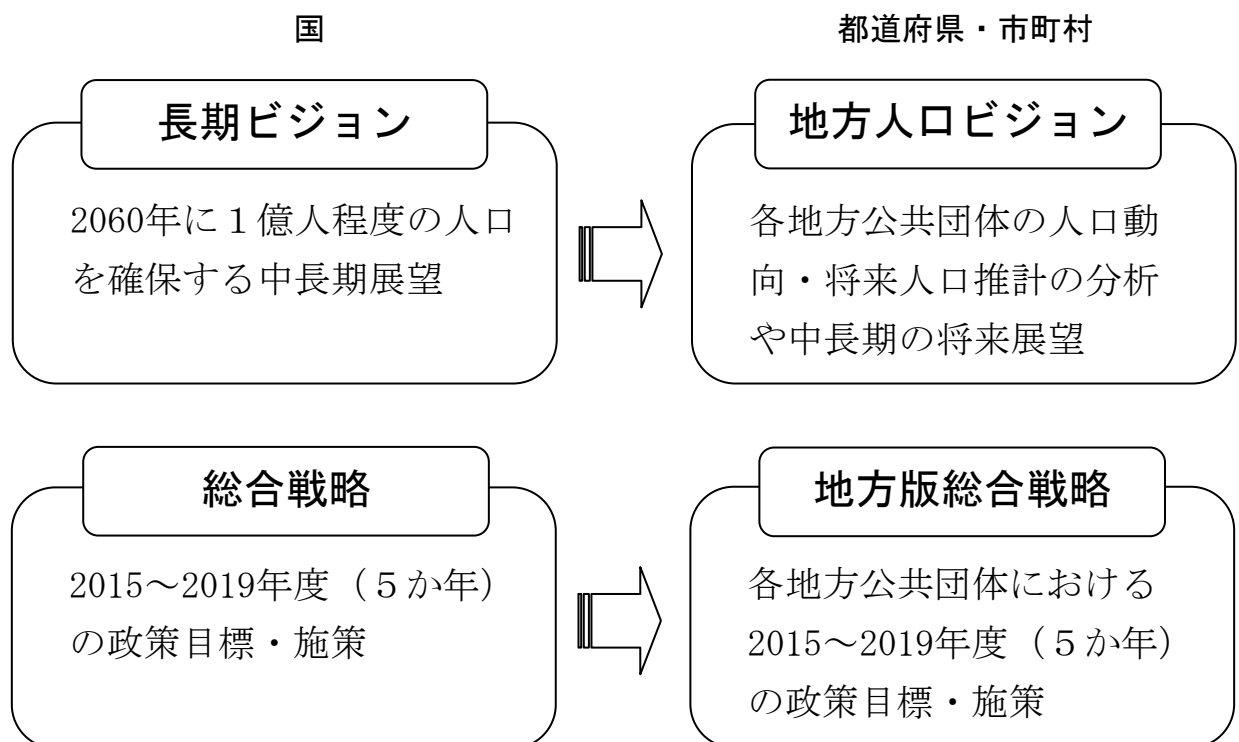 国
都道府県・市町村
長期ビジョン
2060年に１億人程度の人口
を確保する中長期展望
地方人口ビジョン
各地方公共団体の人口動
向・将来人口推計の分析
や中長期の将来展望
総合戦略
2015～2019年度（５か年）
の政策目標・施策
地方版総合戦略
各地方公共団体における
2015～2019年度（５か年）
の政策目標・施策